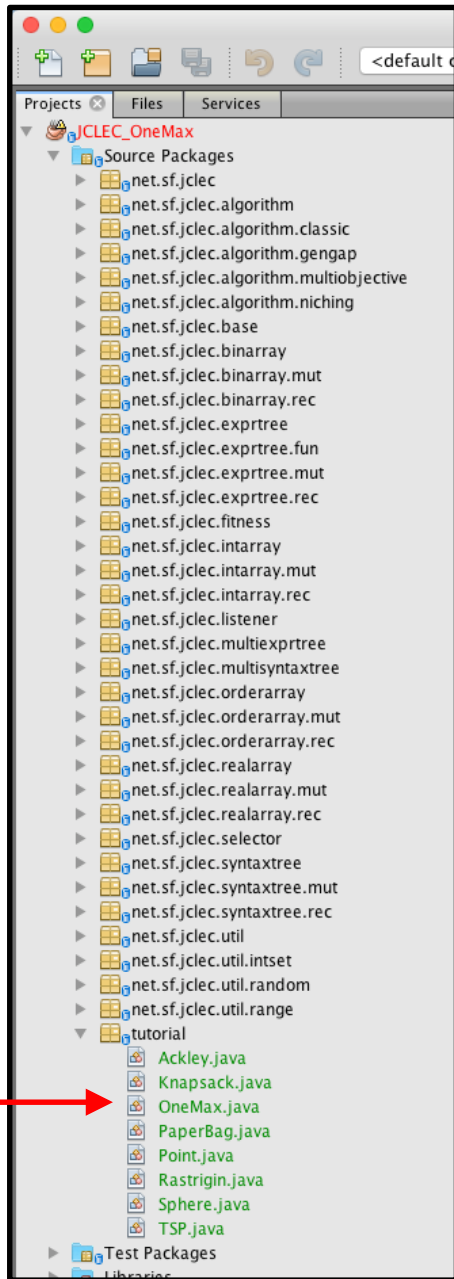 <default c
Projects Files Services
JCLEC_OneMax
Source Packages
net.sf.jclec
net.sf.jclec.algorithm
net.sf.jclec.algorithm.classic
net.sf.jclec.algorithm.gengap
net.sf.jclec.algorithm.multiobjective
net.sf.jclec.algorithm.niching
net.sf.jclec.base
net.sf.jclec.binarray
net.sf.jclec.binarray.mut
net.sf.jclec.binarray.rec
net.sf.jclec.exprtree
net.sf.jclec.exprtree.fun
net.sf.jclec.exprtree.mut
net.sf.jclec.exprtree.rec
net.sf.jclec.fitness
net.sf.jclec.intarray
net.sf.jclec.intarray.mut
net.sf.jclec.intarray.rec
net.sf.jclec.listener
net.sf.jclec.multiexprtree
net.sf.jclec.multisyntaxtree
net.sf.jclec.orderarray
net.sf.jclec.orderarray.mut
net.sf.jclec.orderarray.rec
net.sf.jclec.realarray
net.sf.jclec.realarray.mut
net.sf.jclec.realarray.rec
net.sf.jclec.selector
net.sf.jclec.syntaxtree
net.sf.jclec.syntaxtree.mut
net.sf.jclec.syntaxtree.rec
net.sf.jclec.util
net.sf.jclec.util.intset
net.sf.jclec.util.random
net.sf.jclec.util.range
tutorial
Ackley.java
Knapsack.java
OneMax.java
PaperBag.java
Point.java
Rastrigin.java
Sphere.java
TSP.java
Test Packages
Libraries